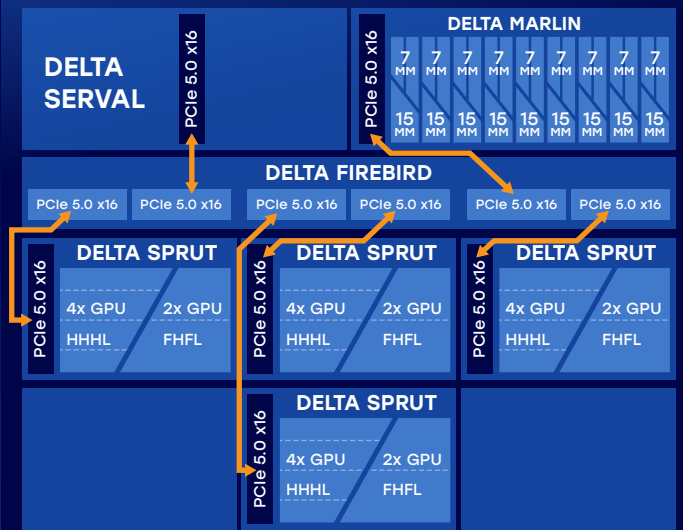 DELTA
SERVAL
PCIe 5.0 x16
DELTA MARLIN
PCIe 5.0 x16
7 7 7 7 7 7 7 7 7
MM MM MM MM MM MM MM MM MM
15 15 15 15 15 15 15 15 15
MM MM MM MM MM MM MM MM MM
DELTA FIREBIRD
PCIe 5.0 x16 PCIe 5.0 x16 PCIe 5.0 x16 PCIe 5.0 x16 PCIe 5.0 x16 PCIe 5.0 x16
DELTA SPRUT
PCIe 5.0 x16
4x GPU 2x GPU
HHHL FHFL
DELTA SPRUT
PCIe 5.0 x16
4x GPU 2x GPU
HHHL FHFL
DELTA SPRUT
PCIe 5.0 x16
4x GPU 2x GPU
HHHL FHFL
DELTA SPRUT
PCIe 5.0 x16
4x GPU 2x GPU
HHHL FHFL